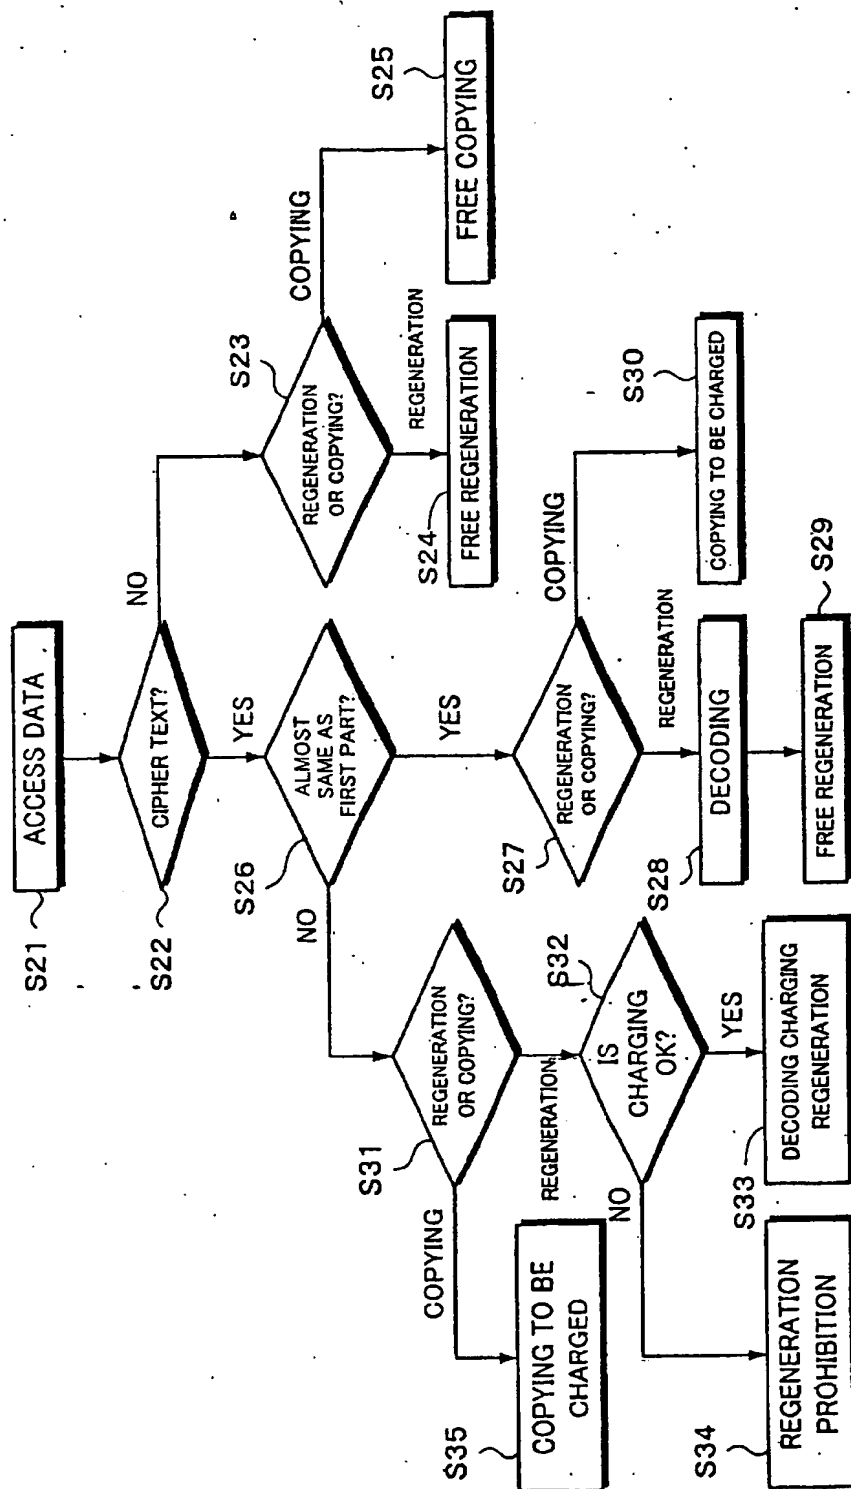 S21
ACCESS DATA
S22
CIPHER TEXT?
NO
YES
S23
REGENERATION
OR COPYING?
COPYING
REGENERATION
S24
FREE REGENERATION
S25
FREE COPYING
S26
ALMOST
SAME AS
FIRST PART?
NO
YES
S27
REGENERATION
OR COPYING?
COPYING
REGENERATION
S28
DECODING
S29
FREE REGENERATION
S30
COPYING TO BE CHARGED
S31
REGENERATION
OR COPYING?
COPYING
REGENERATION
S32
IS
CHARGING
OK?
NO
YES
S33
DECODING CHARGING
REGENERATION
S34
REGENERATION
PROHIBITION
S35
COPYING TO BE
CHARGED